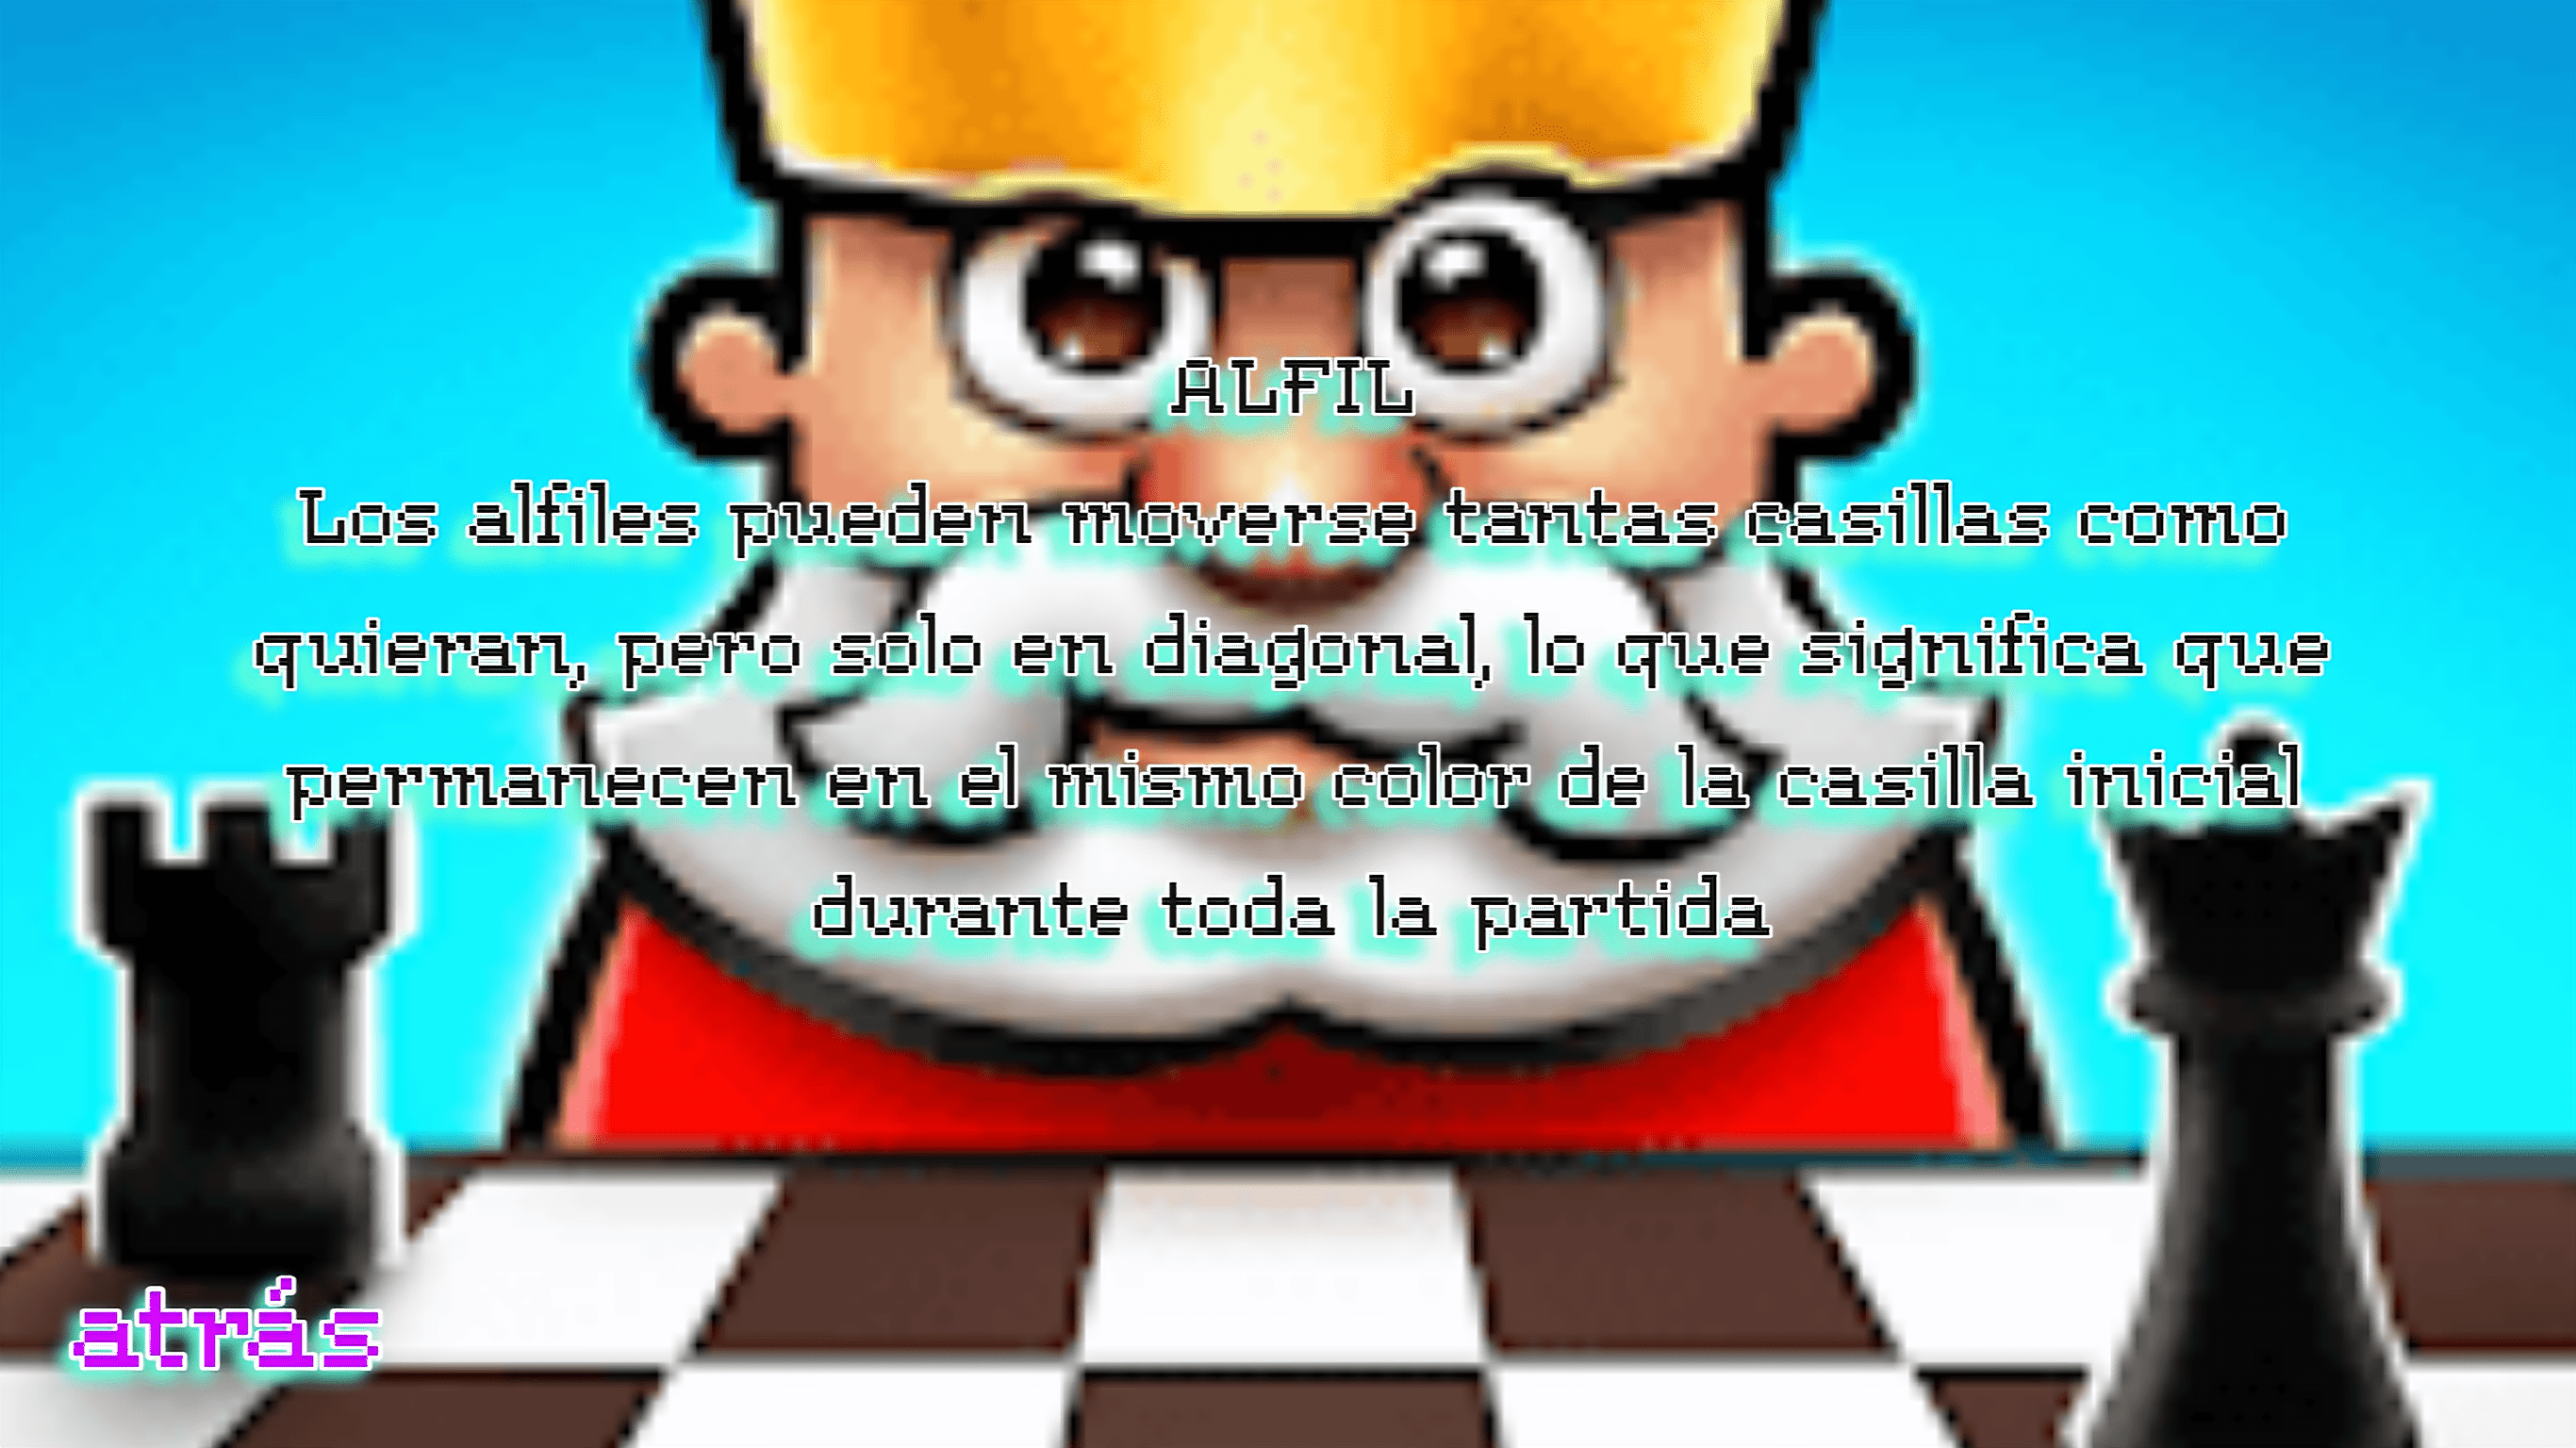 ALFIL
Los alfiles pueden moverse tantas casillas como
quieran, pero solo en diagonal, lo que significa que
permanecen en el mismo color de la casilla inicial
durante toda la partida
atrás